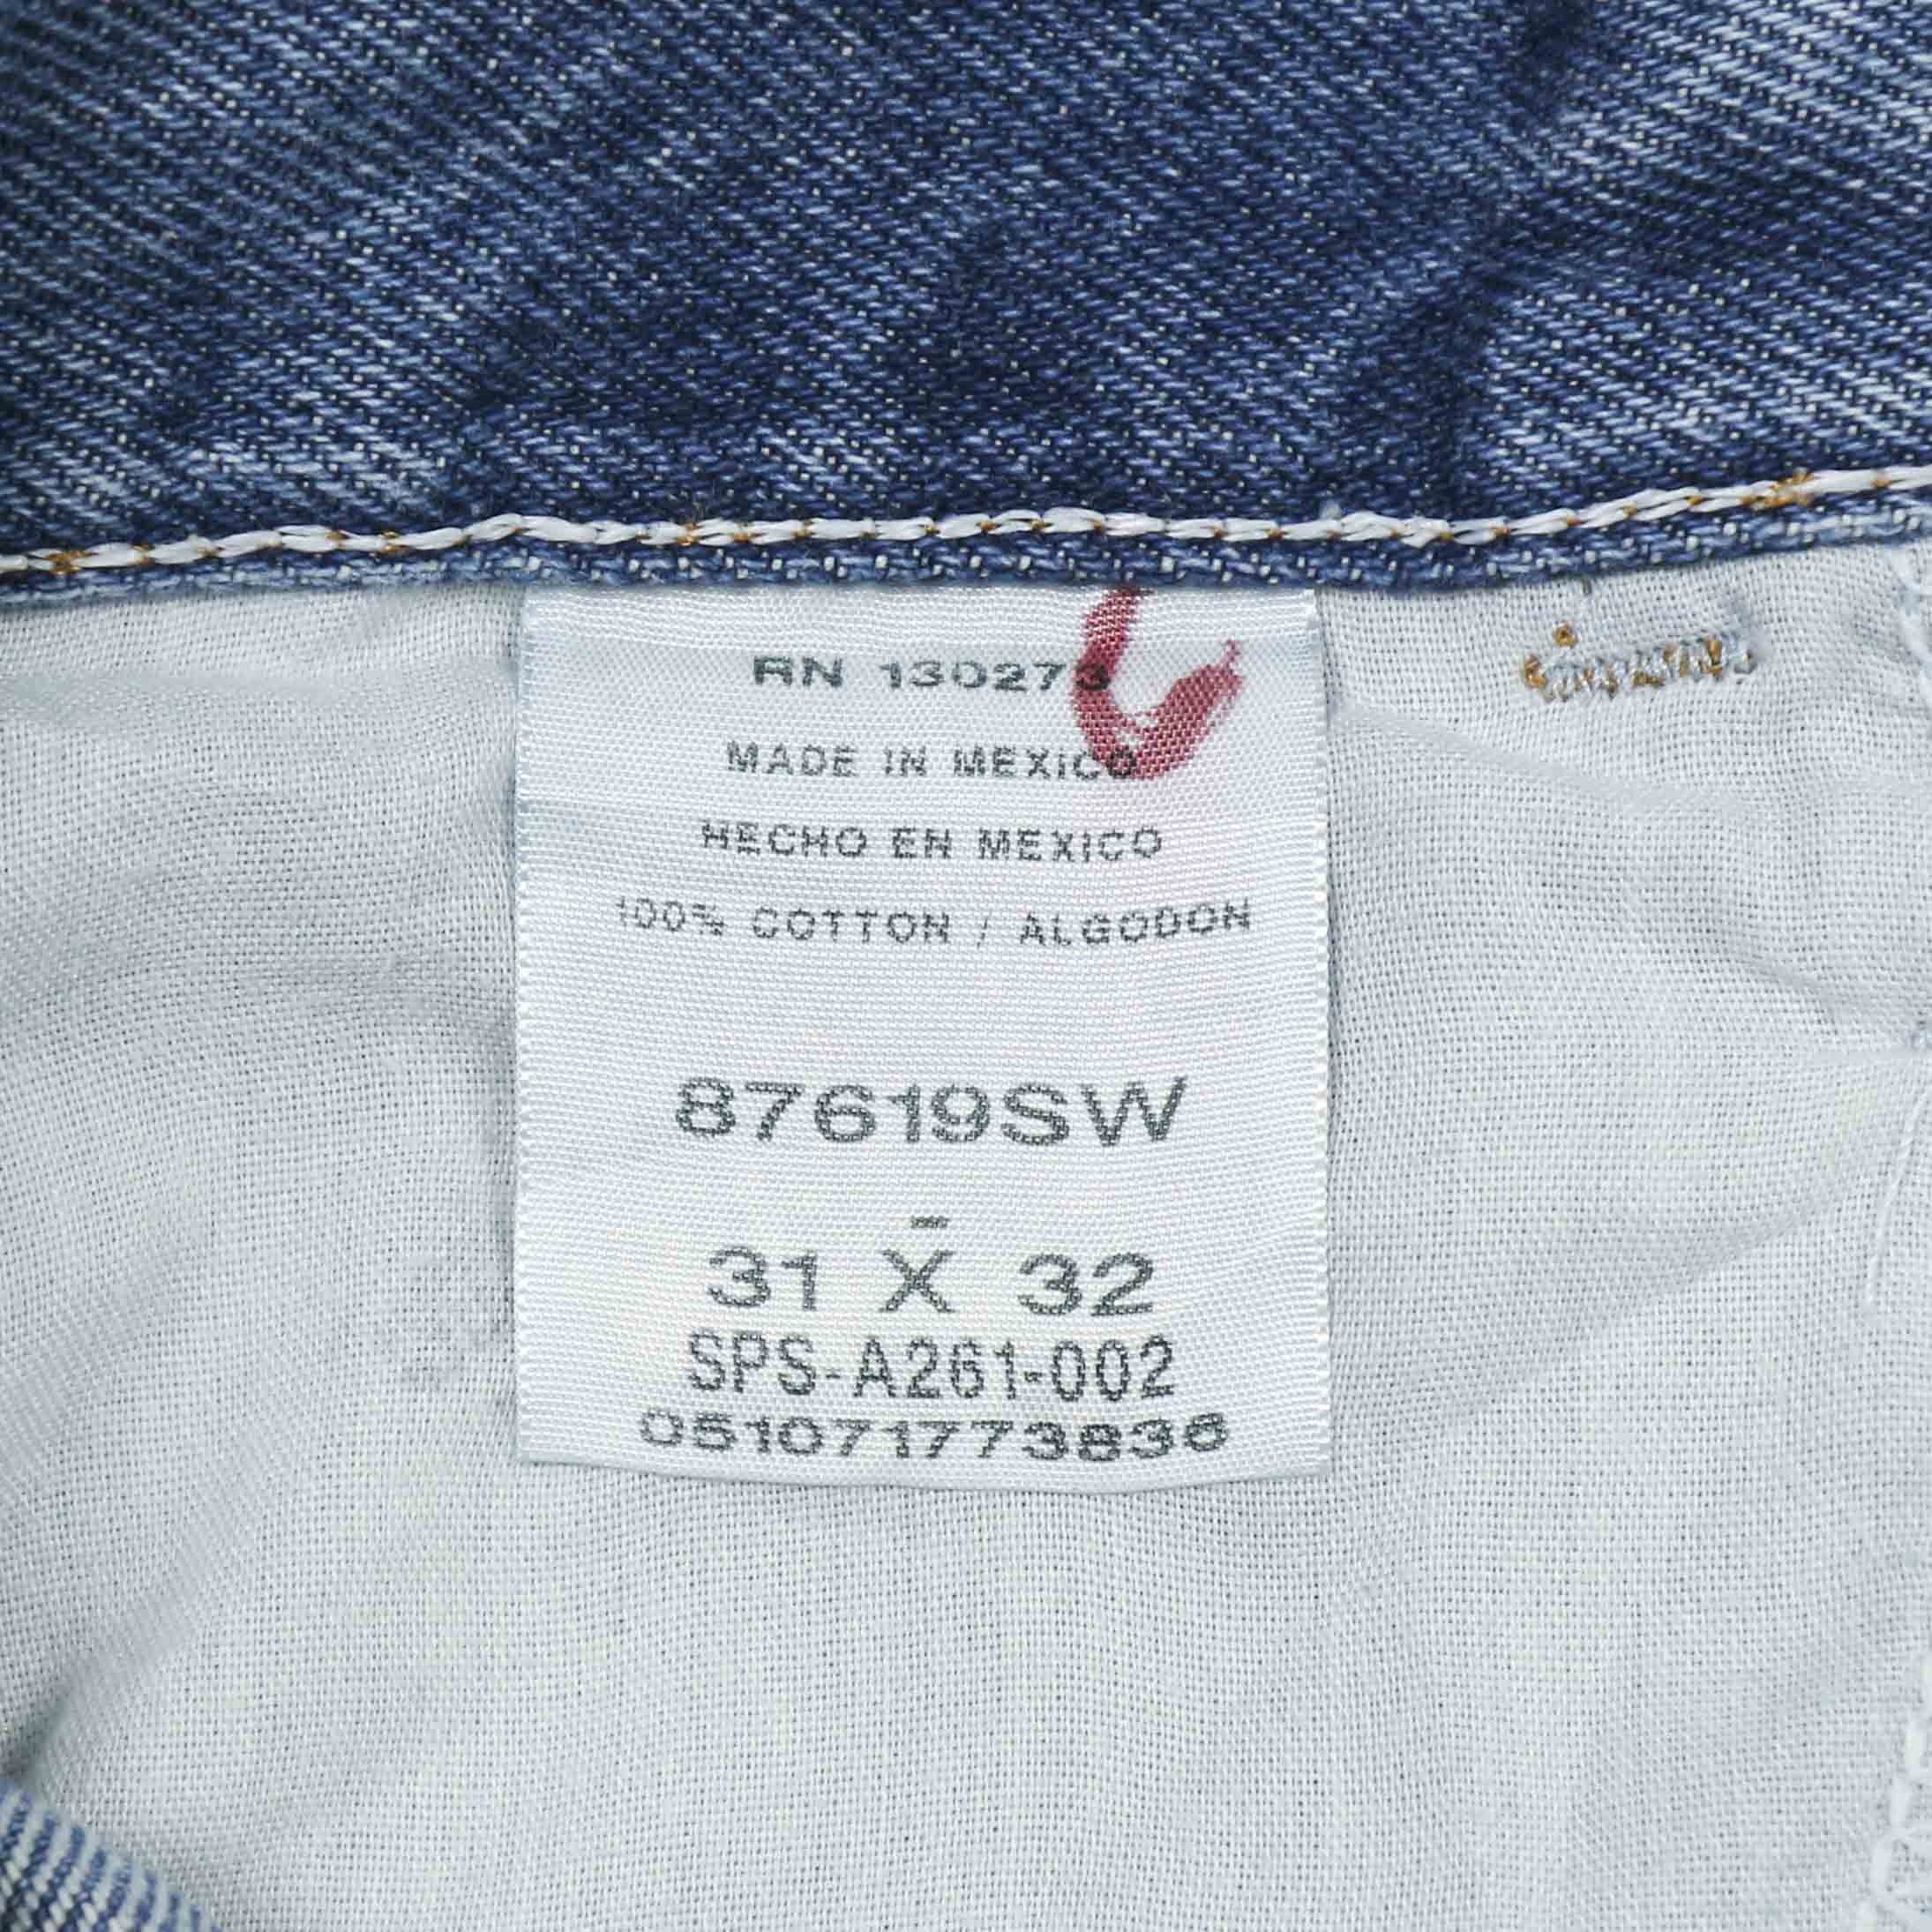 RN 130273
MADE IN MEXICO
HECHO EN MEXICO
100% COTTON / ALGODON
87619SW
-
31 X 32
SPS-A261-002
051071773836